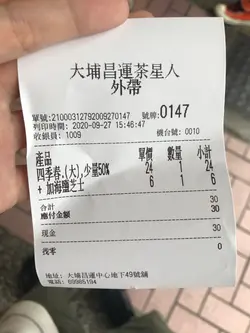 大埔昌運茶星人
外帶
單號:21000312792009270147 號牌:0147
列印時間: 2020-09-27 15:46:47
收銀員: 1009 機台號: 0010
產品 單價 數量 小計
四季春,(大),少量50% 24 1 24
+ 加海鹽芝士 6 1 6
合計 30
應付金額 30
現金 30
找零 0
地址: 大埔昌運中心地下49號舖
電話: 69985194